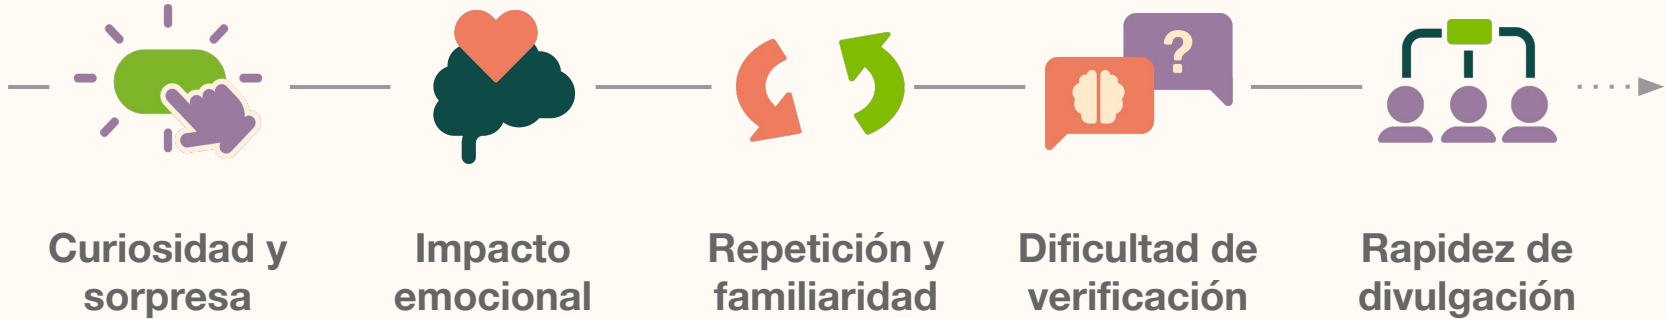 ?
Curiosidad y
sorpresa
Impacto
emocional
Repetición y
familiaridad
Dificultad de
verificación
Rapidez de
divulgación